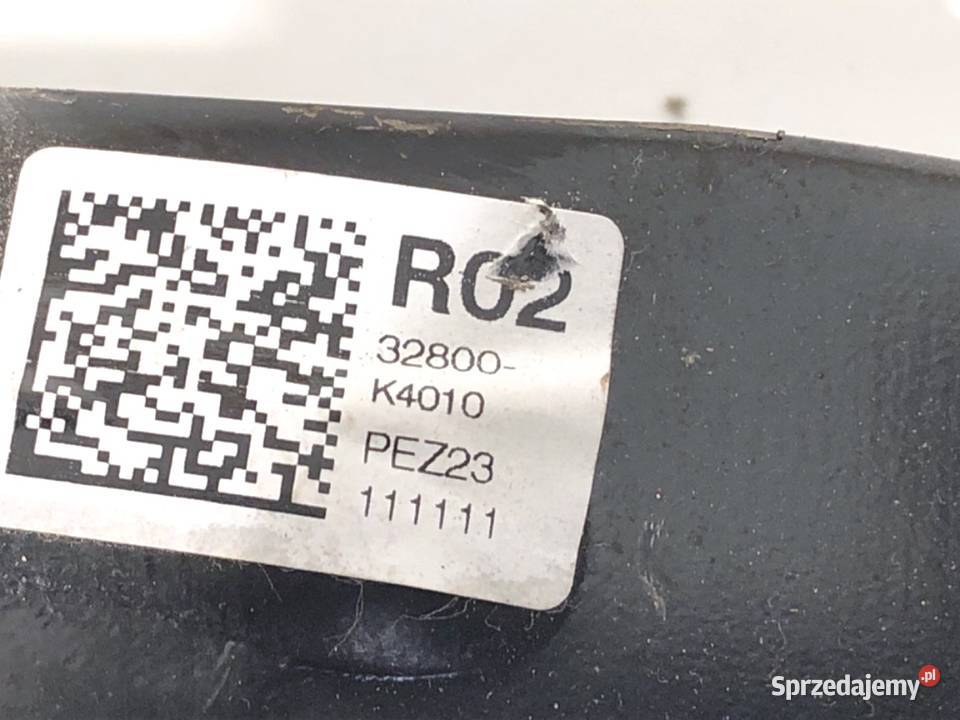 R02
32800-
K4010
PEZ23
111111
Sprzedajemy.pl